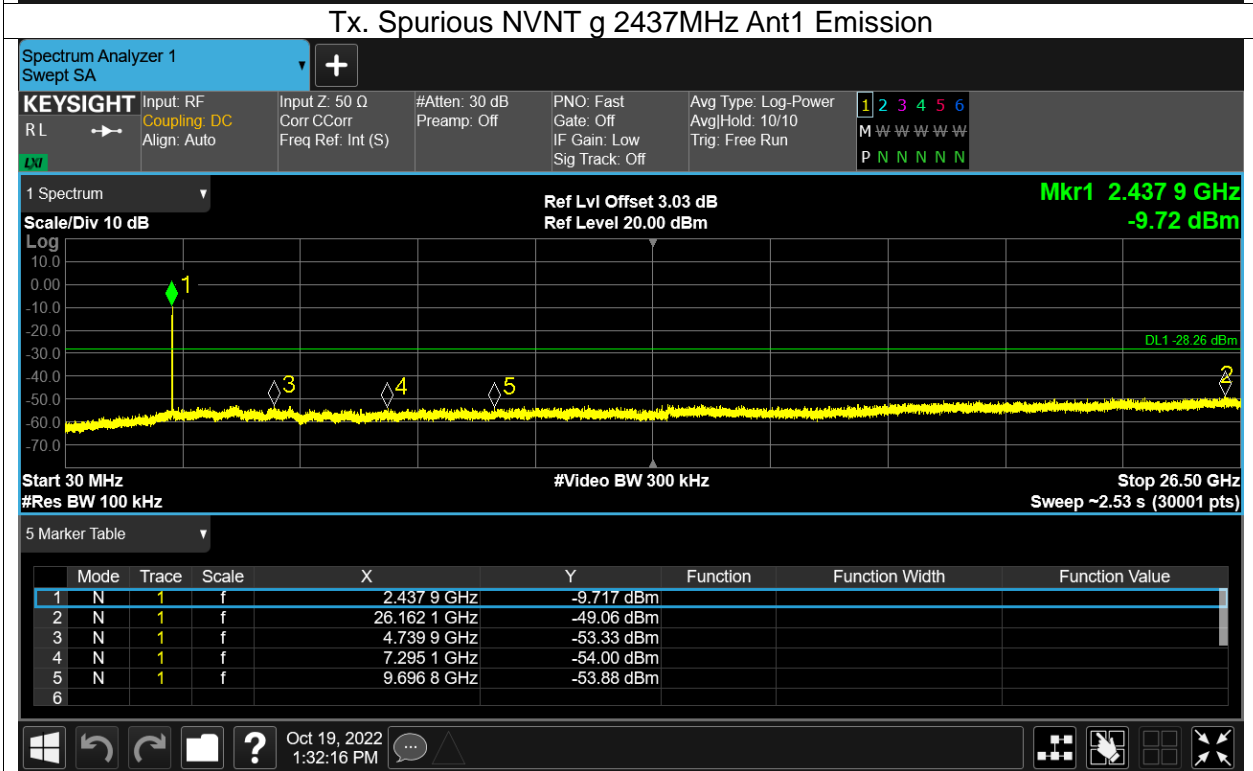 Tx. Spurious NVNT g 2437MHz Ant1 Emission
Spectrum Analyzer 1
Swept SA
KEYSIGHT
R L
LXI
Input: RF
Coupling: DC
Align: Auto
Input Z: 50 Ω
Corr CCorr
Freq Ref: Int (S)
#Atten: 30 dB
Preamp: Off
PNO: Fast
Gate: Off
IF Gain: Low
Sig Track: Off
Avg Type: Log-Power
Avg|Hold: 10/10
Trig: Free Run
1 2 3 4 5 6
M W W W W W
P N N N N N
1 Spectrum
Scale/Div 10 dB
Ref Lvl Offset 3.03 dB
Ref Level 20.00 dBm
Mkr1 2.437 9 GHz
-9.72 dBm
Log
10.0
0.00
-10.0
-20.0
-30.0
-40.0
-50.0
-60.0
-70.0
1
3
4
5
2
DL1 -28.26 dBm
Start 30 MHz
#Video BW 300 kHz
Stop 26.50 GHz
#Res BW 100 kHz
Sweep ~2.53 s (30001 pts)
5 Marker Table
Mode Trace Scale X Y Function Function Width Function Value
1 N 1 f 2.437 9 GHz -9.717 dBm
2 N 1 f 26.162 1 GHz -49.06 dBm
3 N 1 f 4.739 9 GHz -53.33 dBm
4 N 1 f 7.295 1 GHz -54.00 dBm
5 N 1 f 9.696 8 GHz -53.88 dBm
6
?
Oct 19, 2022
1:32:16 PM